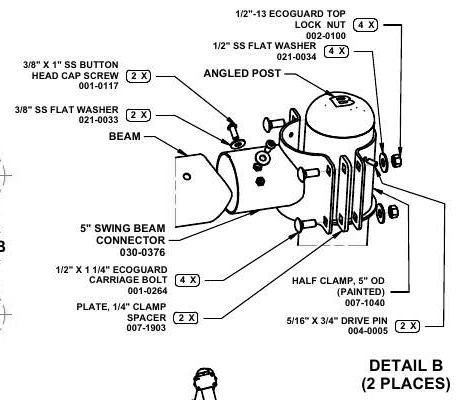 1/2"-13 ECOGUARD TOP
LOCK NUT 4 X
002-0100
1/2" SS FLAT WASHER
021-0034 4 X
ANGLED POST
3/8" X 1" SS BUTTON
HEAD CAP SCREW 2 X
001-0117
3/8" SS FLAT WASHER
021-0033 2 X
BEAM
5" SWING BEAM
CONNECTOR
030-0376
1/2" X 1 1/4" ECOGUARD
CARRIAGE BOLT 4 X
001-0264
PLATE, 1/4" CLAMP
SPACER 2 X
007-1903
HALF CLAMP, 5" OD
(PAINTED)
007-1040
5/16" X 3/4" DRIVE PIN
004-0005 2 X
B
DETAIL B
(2 PLACES)